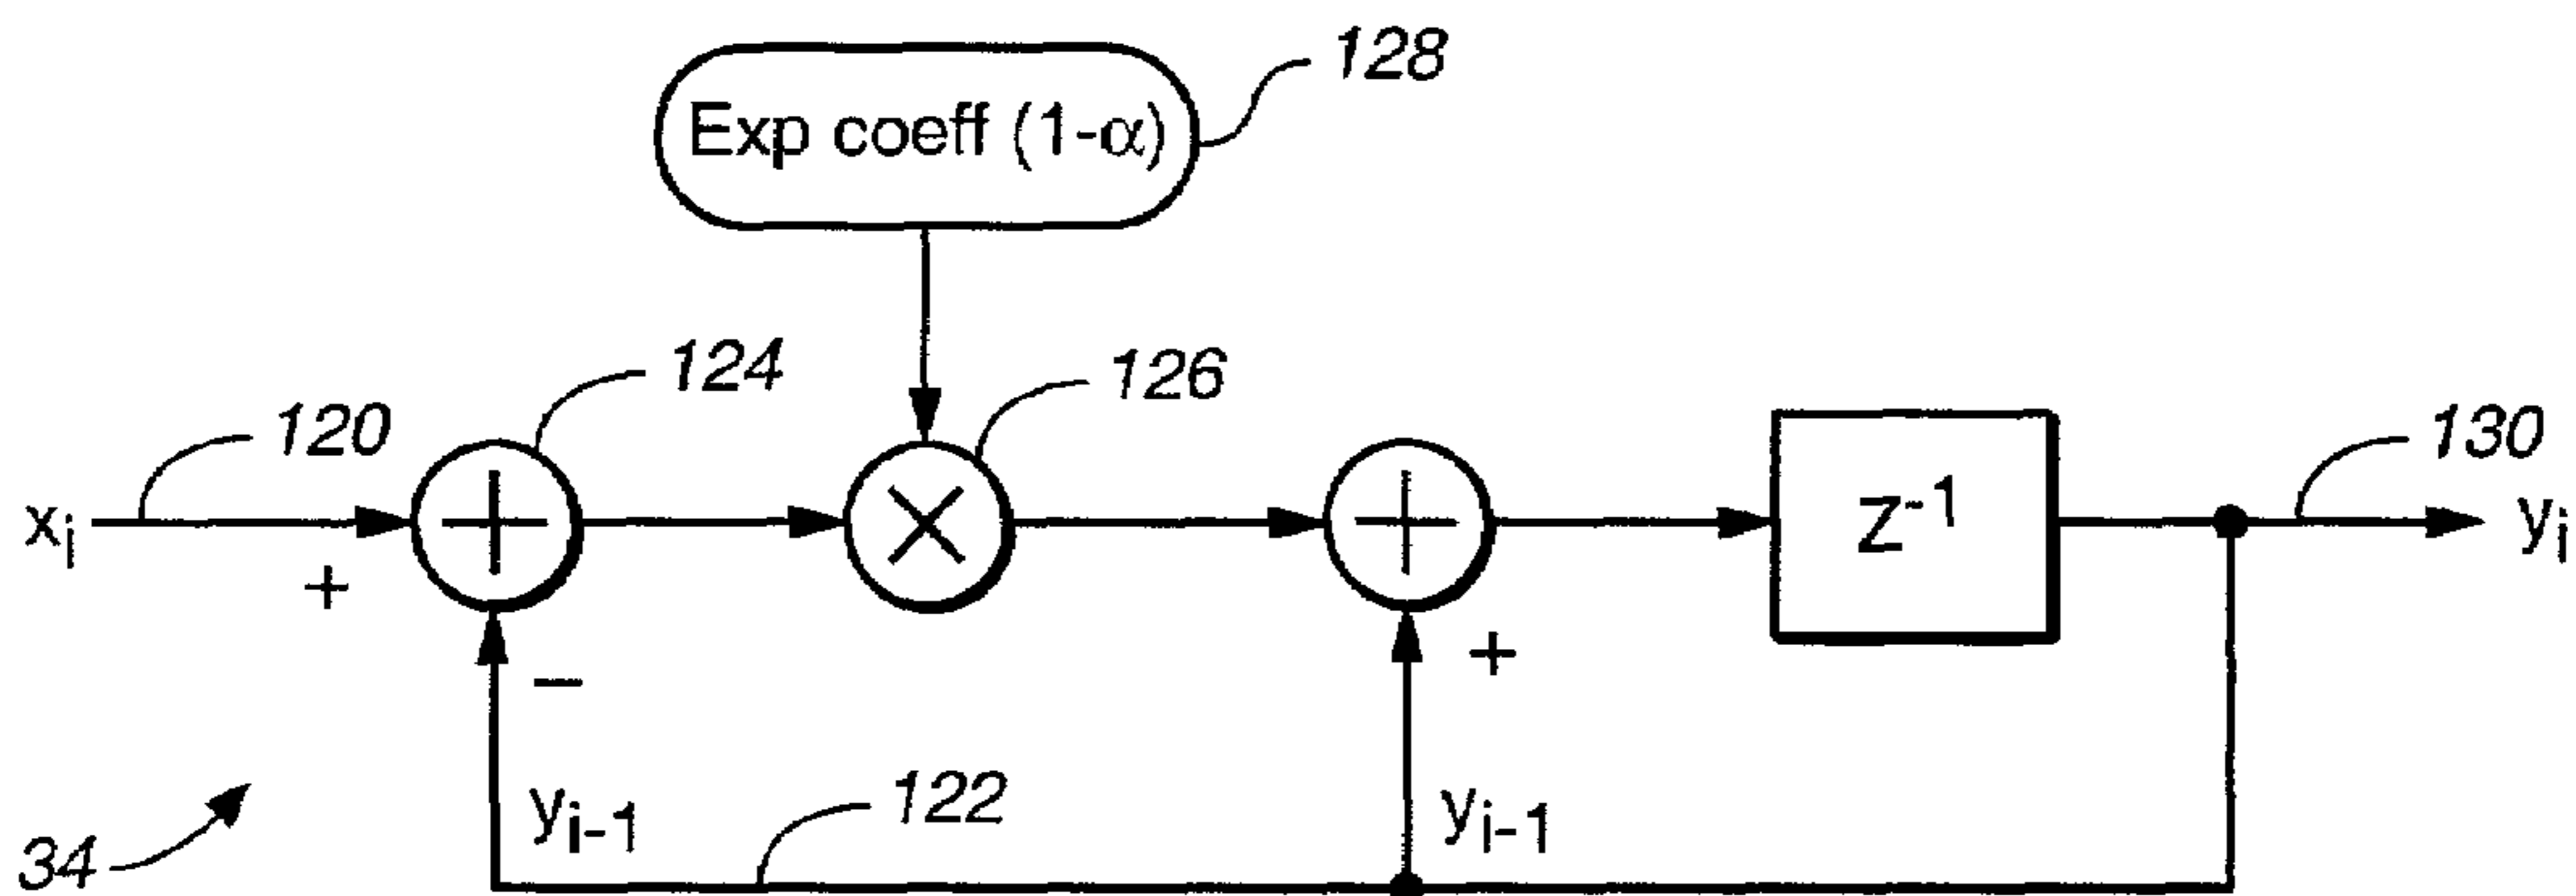 128
Exp coeff (1-α)
124
126
120
130
xᵢ
+
×
+
Z⁻¹
yᵢ
+
+
−
yᵢ₋₁
122
yᵢ₋₁
34